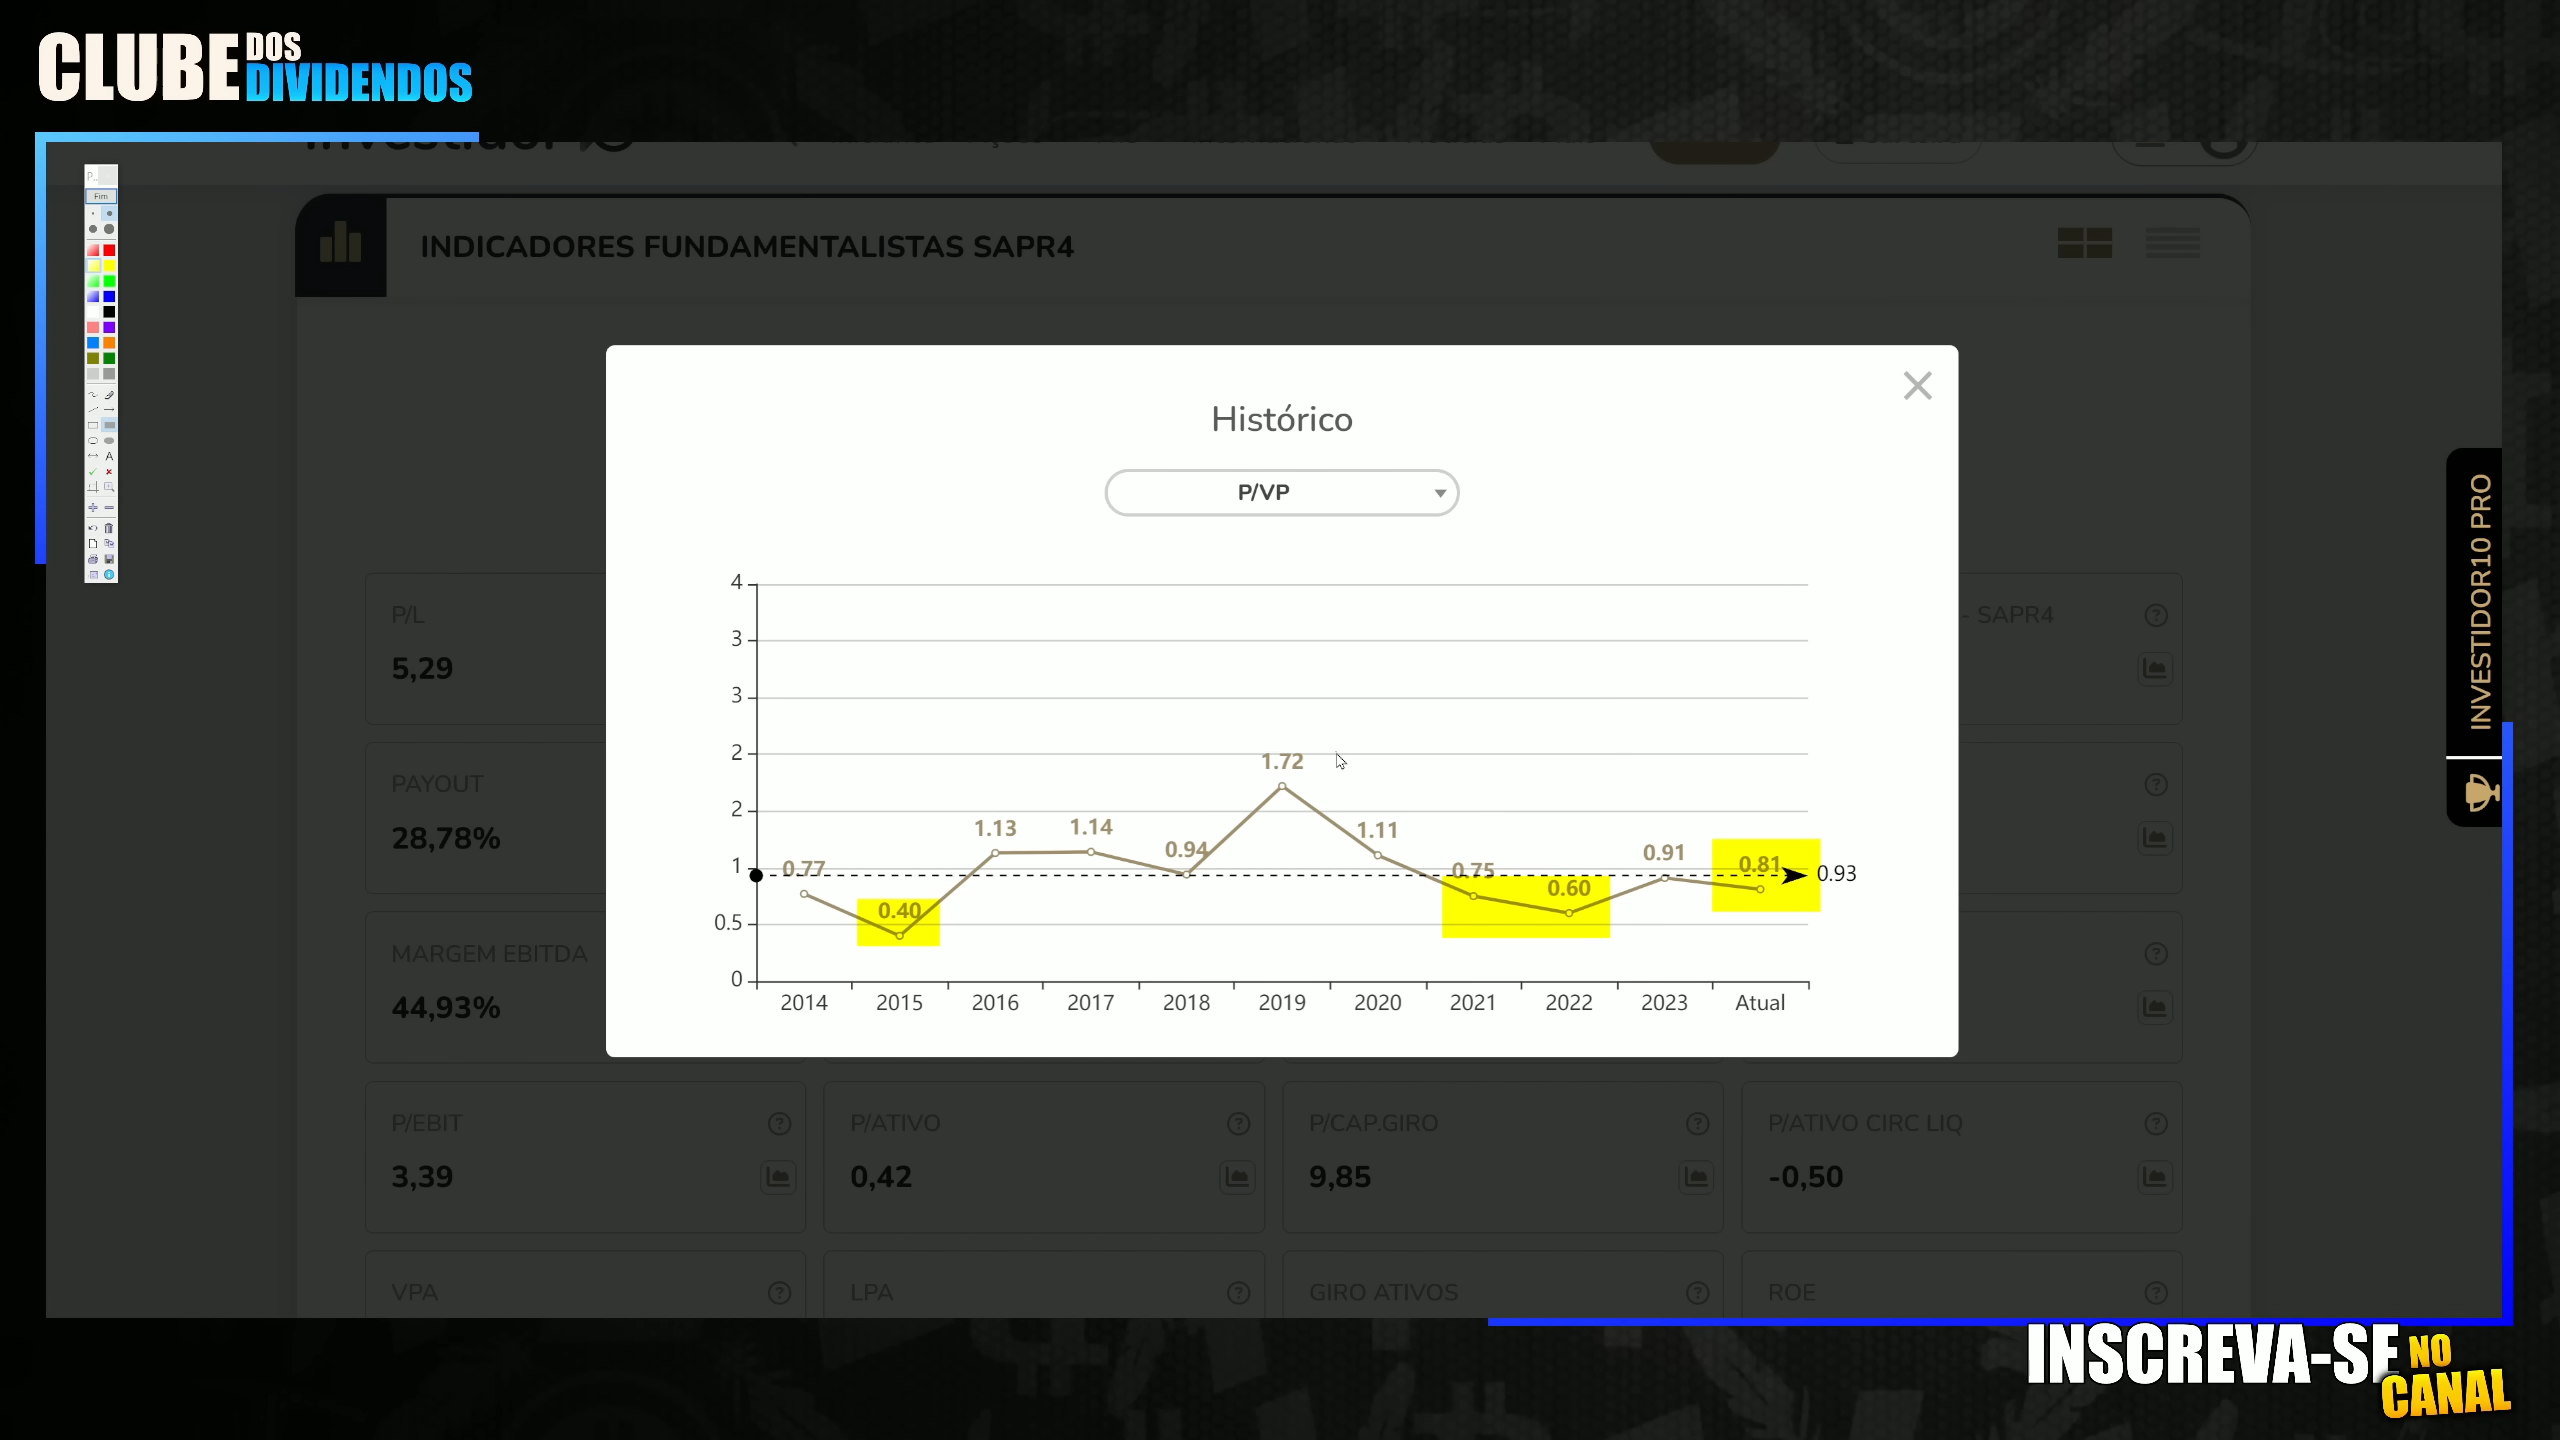 CLUBE DOS
DIVIDENDOS
P..
Fim
INDICADORES FUNDAMENTALISTAS SAPR4
Histórico
P/VP
4
3
3
2
2
1
0.5
0
0.77
0.40
1.13
1.14
0.94
1.72
1.11
0.75
0.60
0.91
0.81
0.93
2014 2015 2016 2017 2018 2019 2020 2021 2022 2023 Atual
P/L
5,29
- SAPR4
PAYOUT
28,78%
MARGEM EBITDA
44,93%
P/EBIT
3,39
P/ATIVO
0,42
P/CAP.GIRO
9,85
P/ATIVO CIRC LIQ
-0,50
VPA
LPA
GIRO ATIVOS
ROE
INVESTIDOR10 PRO
INSCREVA-SE NO
CANAL